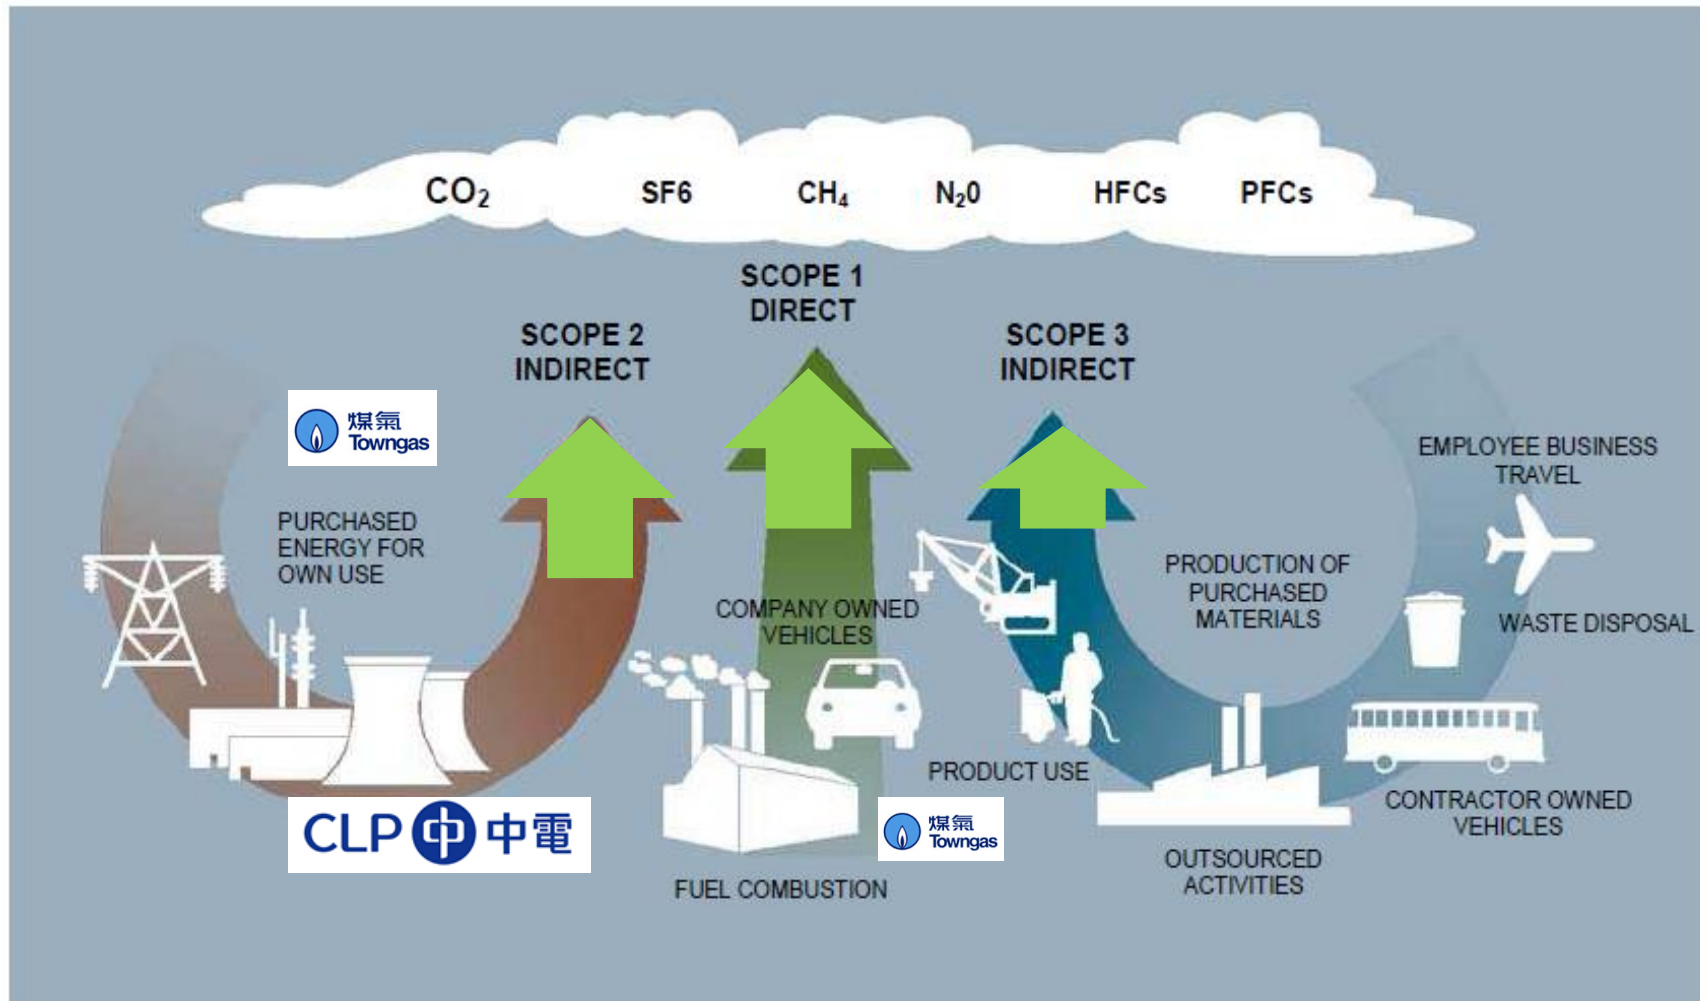 CO₂ SF6 CH₄ N₂0 HFCs PFCs
SCOPE 1
DIRECT
SCOPE 2
INDIRECT
SCOPE 3
INDIRECT
煤氣
Towngas
PURCHASED
ENERGY FOR
OWN USE
CLP 中 中電
COMPANY OWNED
VEHICLES
FUEL COMBUSTION
煤氣
Towngas
PRODUCT USE
PRODUCTION OF
PURCHASED
MATERIALS
OUTSOURCED
ACTIVITIES
EMPLOYEE BUSINESS
TRAVEL
WASTE DISPOSAL
CONTRACTOR OWNED
VEHICLES